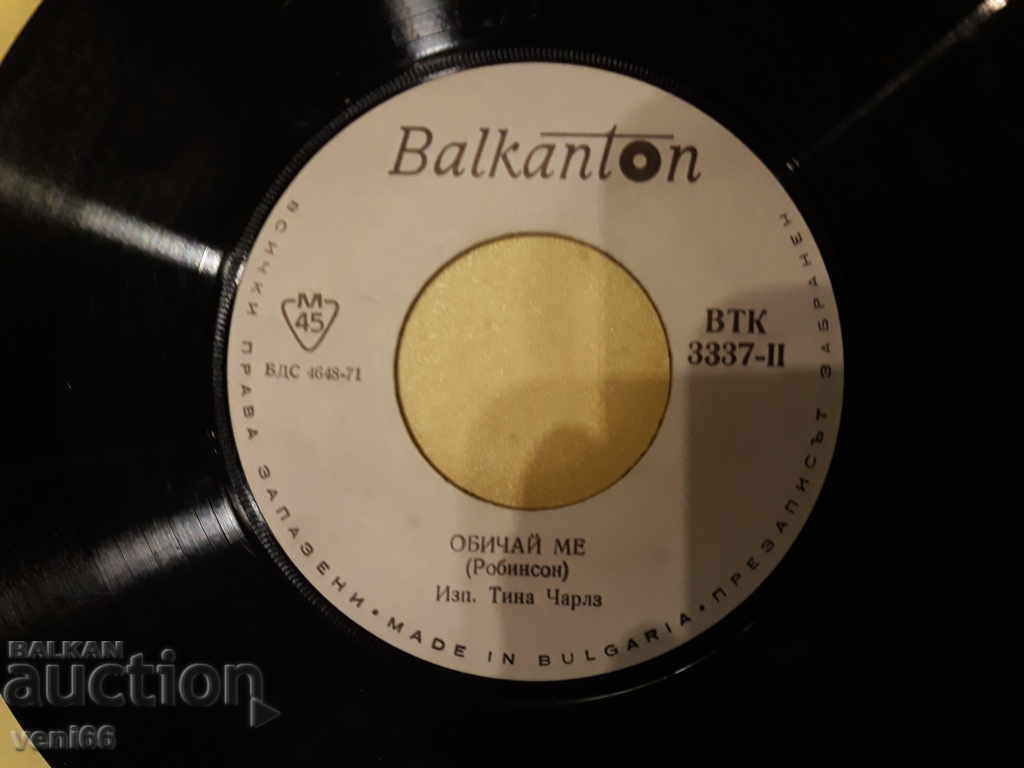 Balkanton
M
45
БДС 4648-71
ВТК
3337-II
ОБИЧАЙ МЕ
(Робинсон)
Изп. Тина Чарлз
ВСИЧКИ ПРАВА ЗАПАЗЕНИ • MADE IN BULGARIA • ПРЕЗАПИСЪТ ЗАБРАНЕН
BALKAN
auction
veni66